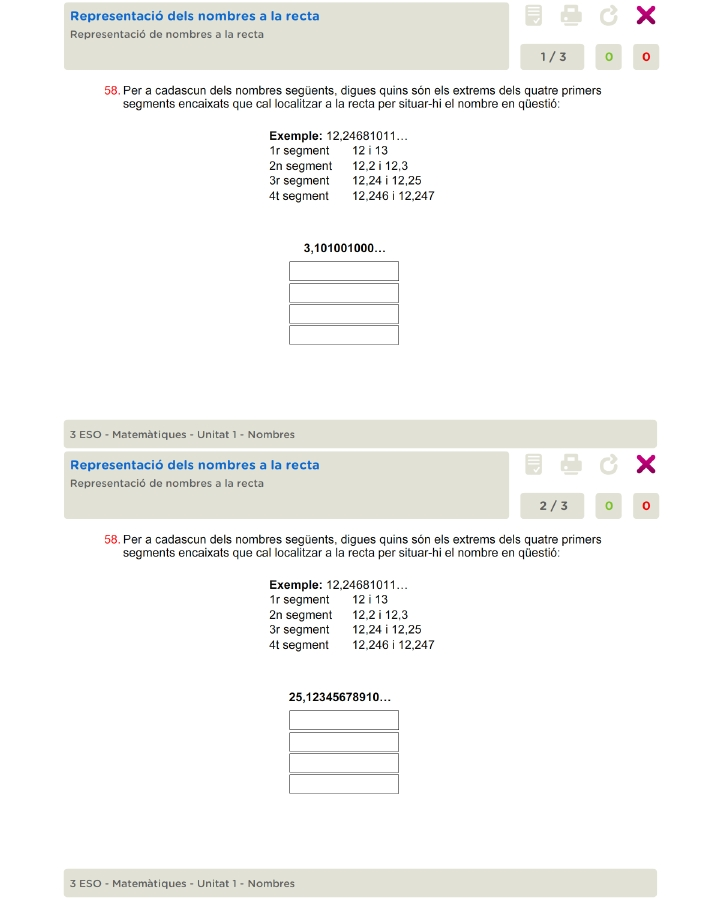 Representació dels nombres a la recta
Representació de nombres a la recta
1 / 3
0
0
58. Per a cadascun dels nombres següents, digues quins són els extrems dels quatre primers
segments encaixats que cal localitzar a la recta per situar-hi el nombre en qüestió:
Exemple: 12,24681011...
1r segment 12 i 13
2n segment 12,2 i 12,3
3r segment 12,24 i 12,25
4t segment 12,246 i 12,247
3,101001000...
3 ESO - Matemàtiques - Unitat 1 - Nombres
Representació dels nombres a la recta
Representació de nombres a la recta
2 / 3
0
0
58. Per a cadascun dels nombres següents, digues quins són els extrems dels quatre primers
segments encaixats que cal localitzar a la recta per situar-hi el nombre en qüestió:
Exemple: 12,24681011...
1r segment 12 i 13
2n segment 12,2 i 12,3
3r segment 12,24 i 12,25
4t segment 12,246 i 12,247
25,12345678910...
3 ESO - Matemàtiques - Unitat 1 - Nombres